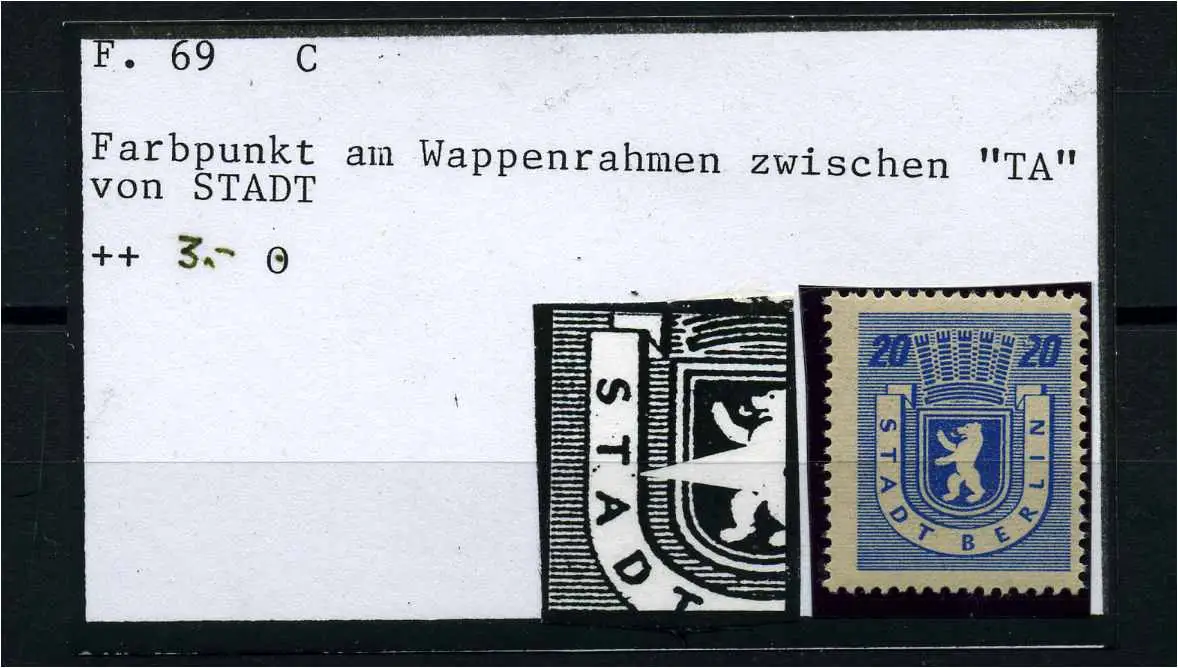 F. 69 C
Farbpunkt am Wappenrahmen zwischen "TA"
von STADT
++ 3.- 0
STADT
20 20
STADT BERLIN